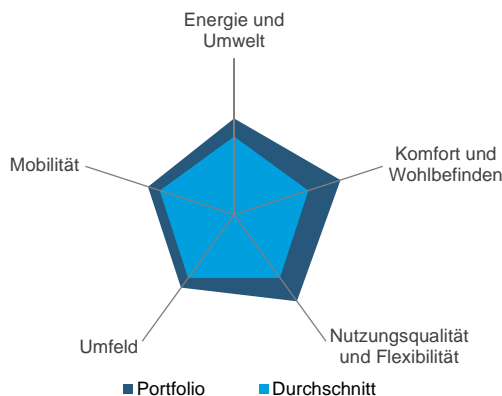 Energie und
Umwelt
Mobilität
Komfort und
Wohlbefinden
Umfeld
Nutzungsqualität
und Flexibilität
Portfolio
Durchschnitt